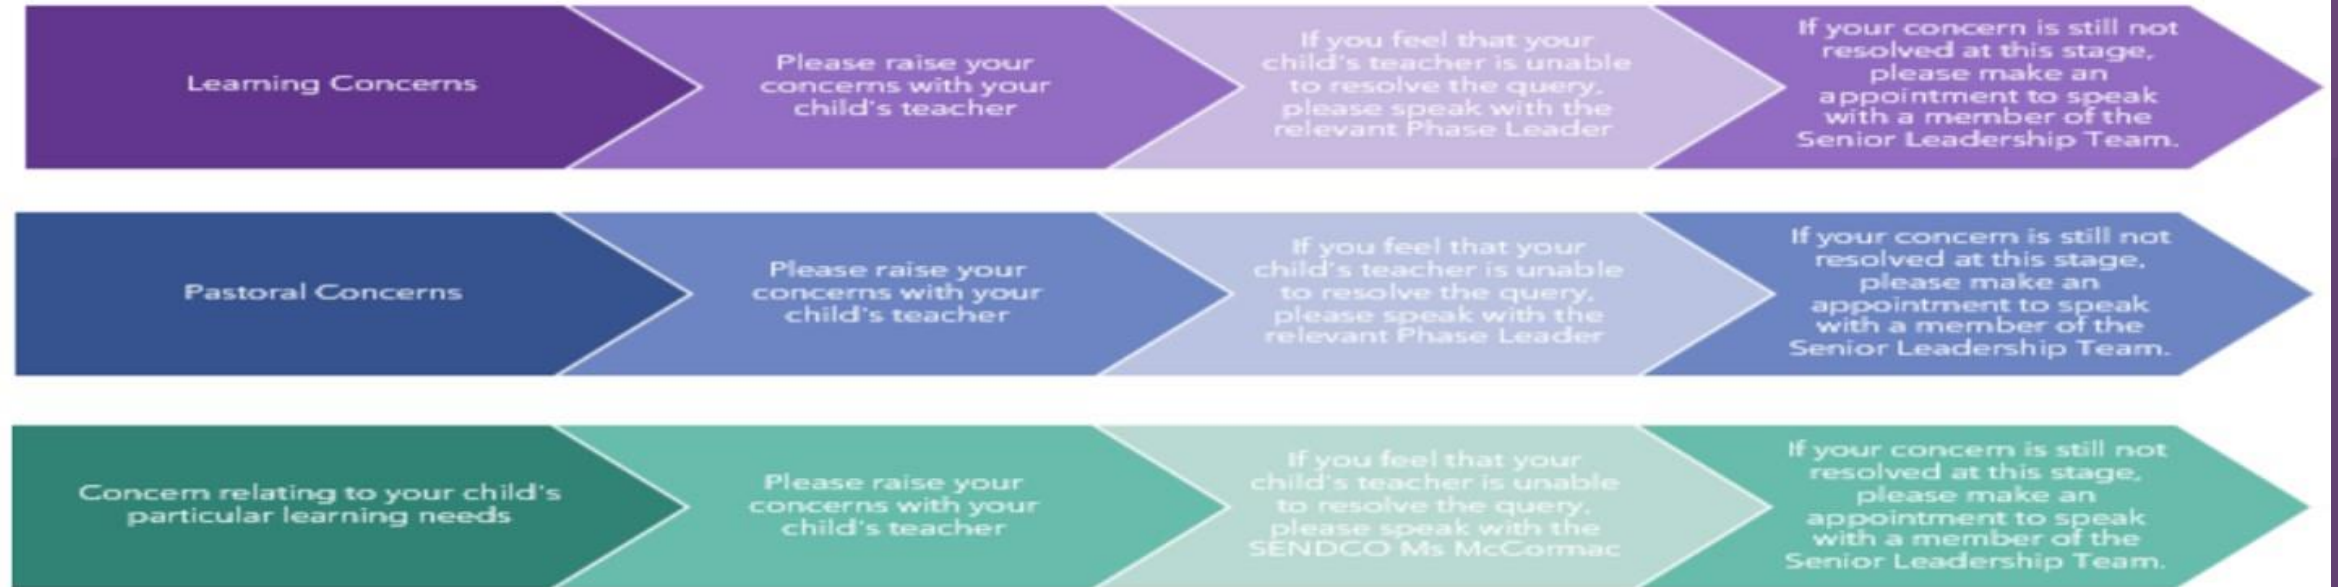 Learning Concerns
Please raise your
concerns with your
child's teacher
If you feel that your
child's teacher is unable
to resolve the query,
please speak with the
relevant Phase Leader
If your concern is still not
resolved at this stage,
please make an
appointment to speak
with a member of the
Senior Leadership Team.
Pastoral Concerns
Please raise your
concerns with your
child's teacher
If you feel that your
child's teacher is unable
to resolve the query,
please speak with the
relevant Phase Leader
If your concern is still not
resolved at this stage,
please make an
appointment to speak
with a member of the
Senior Leadership Team.
Concern relating to your child's
particular learning needs
Please raise your
concerns with your
child's teacher
If you feel that your
child's teacher is unable
to resolve the query,
please speak with the
SENDCO Ms McCormac
If your concern is still not
resolved at this stage,
please make an
appointment to speak
with a member of the
Senior Leadership Team.